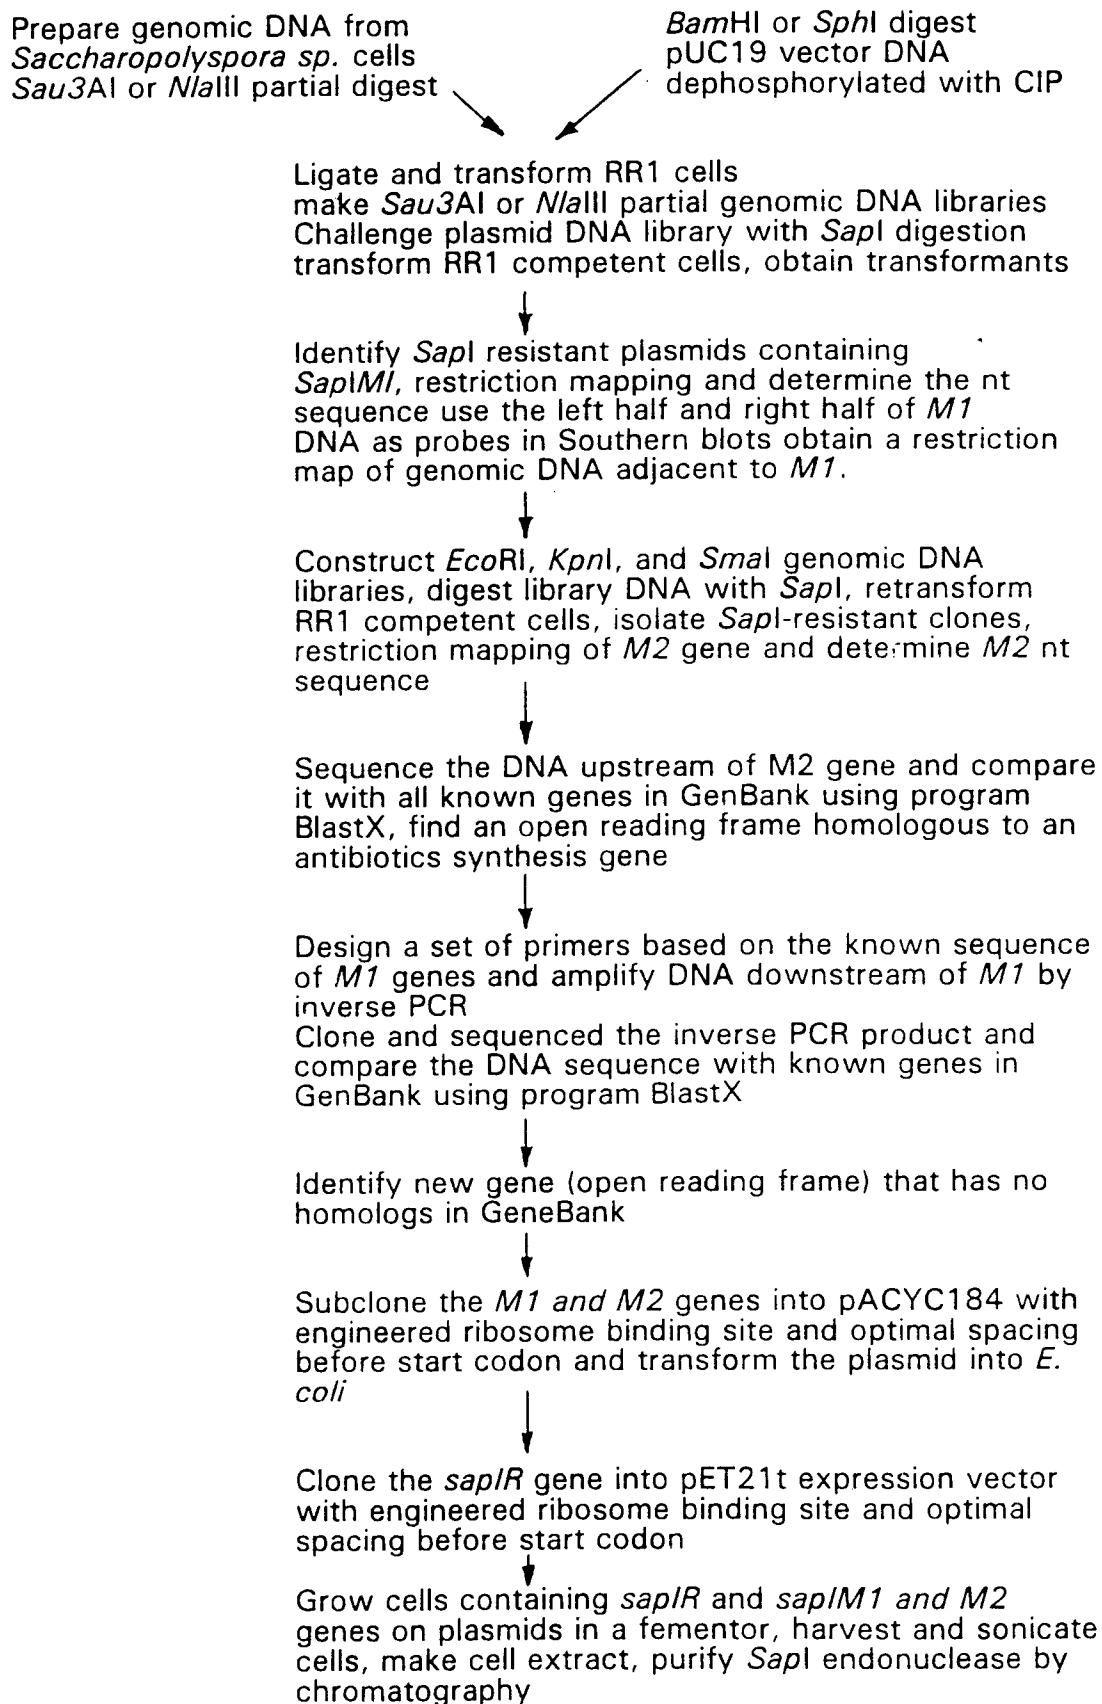 Prepare genomic DNA from
Saccharopolyspora sp. cells
Sau3AI or NlaIII partial digest
BamHI or SphI digest
pUC19 vector DNA
dephosphorylated with CIP
Ligate and transform RR1 cells
make Sau3AI or NlaIII partial genomic DNA libraries
Challenge plasmid DNA library with SapI digestion
transform RR1 competent cells, obtain transformants
Identify SapI resistant plasmids containing
SapIMI, restriction mapping and determine the nt
sequence use the left half and right half of M1
DNA as probes in Southern blots obtain a restriction
map of genomic DNA adjacent to M1.
Construct EcoRI, KpnI, and SmaI genomic DNA
libraries, digest library DNA with SapI, retransform
RR1 competent cells, isolate SapI-resistant clones,
restriction mapping of M2 gene and determine M2 nt
sequence
Sequence the DNA upstream of M2 gene and compare
it with all known genes in GenBank using program
BlastX, find an open reading frame homologous to an
antibiotics synthesis gene
Design a set of primers based on the known sequence
of M1 genes and amplify DNA downstream of M1 by
inverse PCR
Clone and sequenced the inverse PCR product and
compare the DNA sequence with known genes in
GenBank using program BlastX
Identify new gene (open reading frame) that has no
homologs in GeneBank
Subclone the M1 and M2 genes into pACYC184 with
engineered ribosome binding site and optimal spacing
before start codon and transform the plasmid into E.
coli
Clone the sapIR gene into pET21t expression vector
with engineered ribosome binding site and optimal
spacing before start codon
Grow cells containing sapIR and sapIM1 and M2
genes on plasmids in a fementor, harvest and sonicate
cells, make cell extract, purify SapI endonuclease by
chromatography